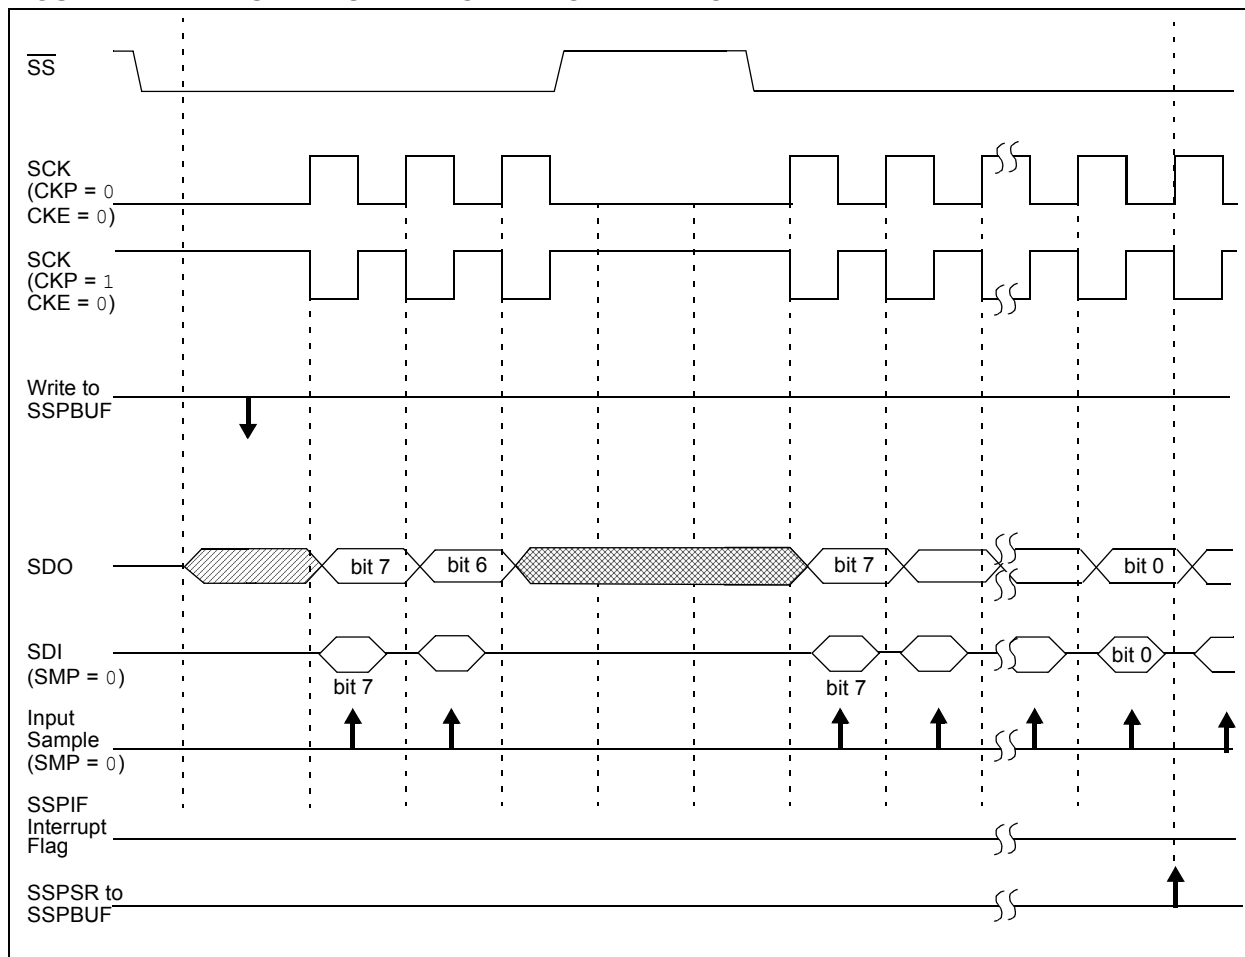 SS
SCK
(CKP = 0
CKE = 0)
SCK
(CKP = 1
CKE = 0)
Write to
SSPBUF
SDO
bit 7
bit 6
bit 7
bit 0
SDI
(SMP = 0)
bit 7
bit 7
bit 0
Input
Sample
(SMP = 0)
SSPIF
Interrupt
Flag
SSPSR to
SSPBUF